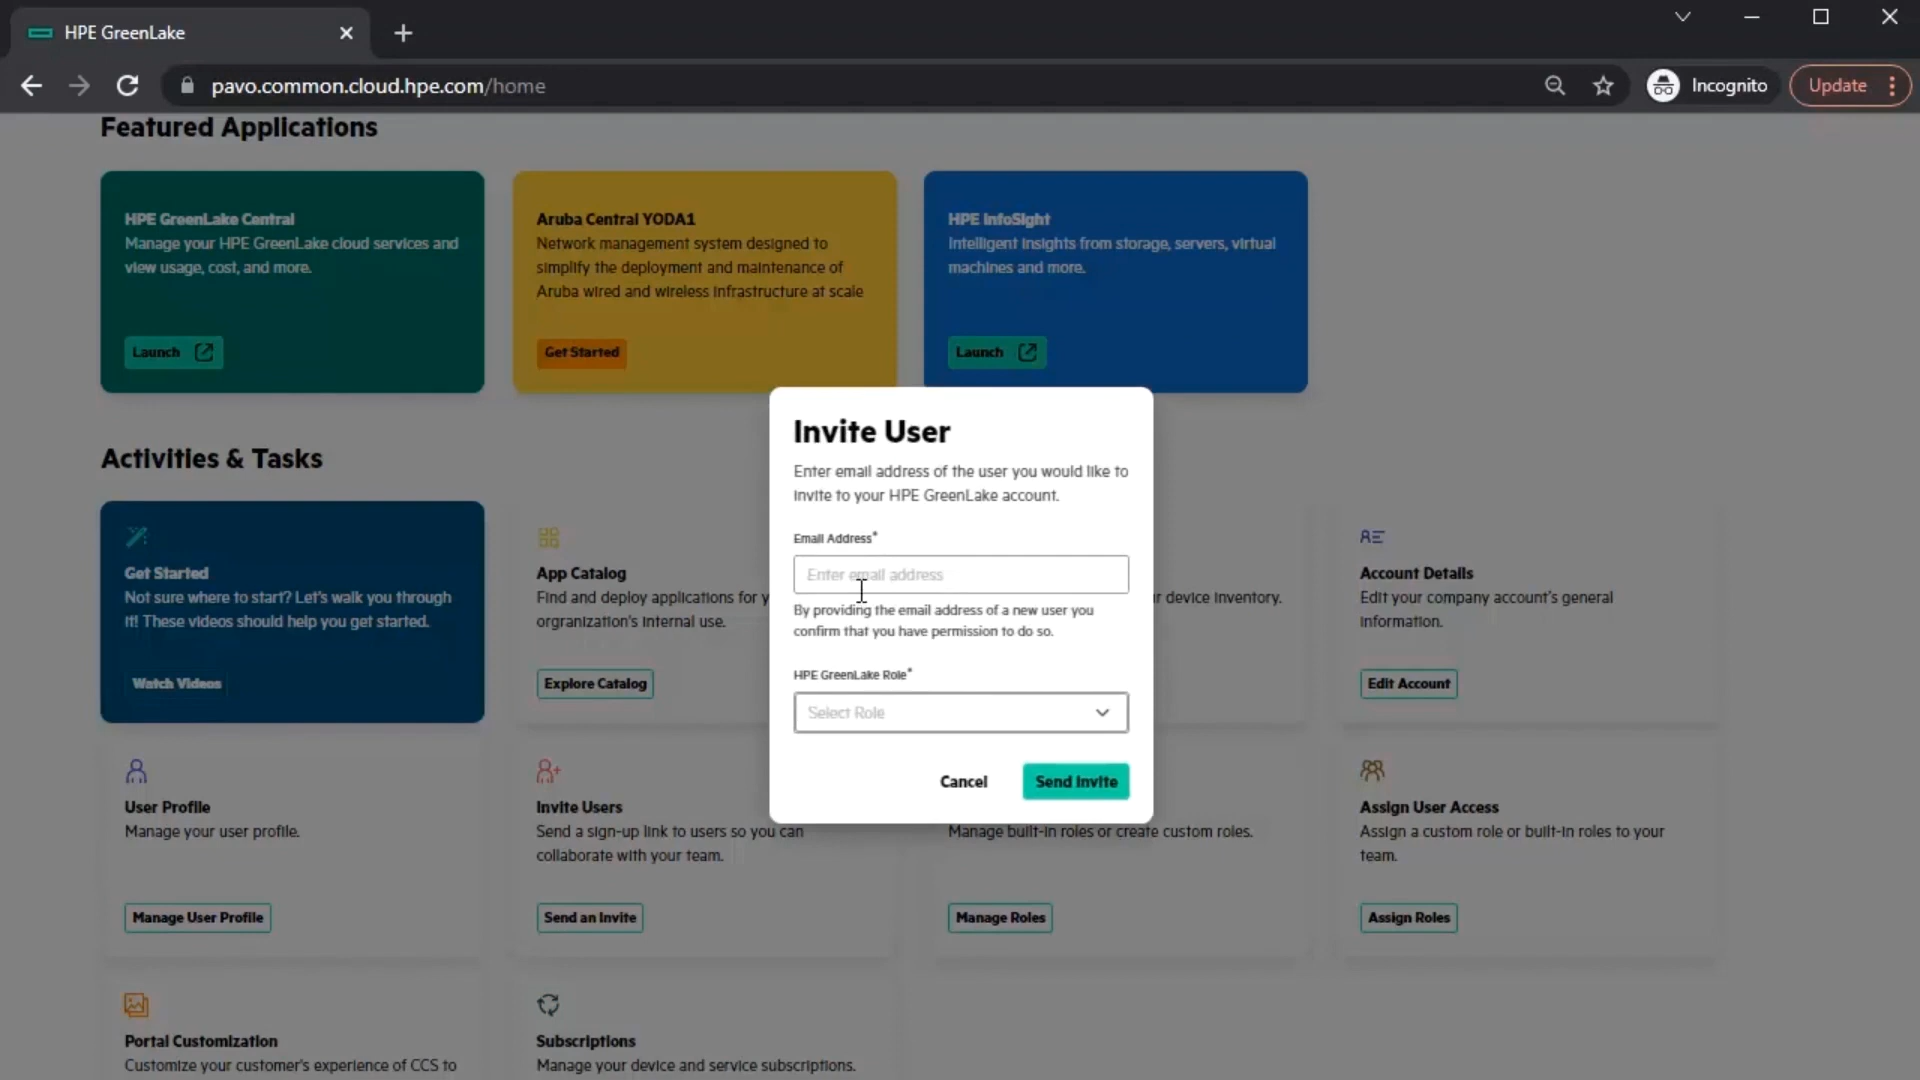 HPE GreenLake
pavo.common.cloud.hpe.com/home
Incognito
Update
Featured Applications
HPE GreenLake Central
Manage your HPE GreenLake cloud services and
view usage, cost, and more.
Launch
Aruba Central YODA1
Network management system designed to
simplify the deployment and maintenance of
Aruba wired and wireless infrastructure at scale
Get Started
HPE InfoSight
Intelligent insights from storage, servers, virtual
machines and more.
Launch
Activities & Tasks
Get Started
Not sure where to start? Let's walk you through
it! These videos should help you get started.
Watch Videos
App Catalog
Find and deploy applications for y
orgranization's internal use.
Explore Catalog
r device inventory.
Account Details
Edit your company account's general
information.
Edit Account
Invite User
Enter email address of the user you would like to
invite to your HPE GreenLake account.
Email Address*
Enter email address
By providing the email address of a new user you
confirm that you have permission to do so.
HPE GreenLake Role*
Select Role
Cancel
Send Invite
User Profile
Manage your user profile.
Manage User Profile
Invite Users
Send a sign-up link to users so you can
collaborate with your team.
Send an Invite
Manage built-in roles or create custom roles.
Manage Roles
Assign User Access
Assign a custom role or built-in roles to your
team.
Assign Roles
Portal Customization
Customize your customer's experience of CCS to
Subscriptions
Manage your device and service subscriptions.